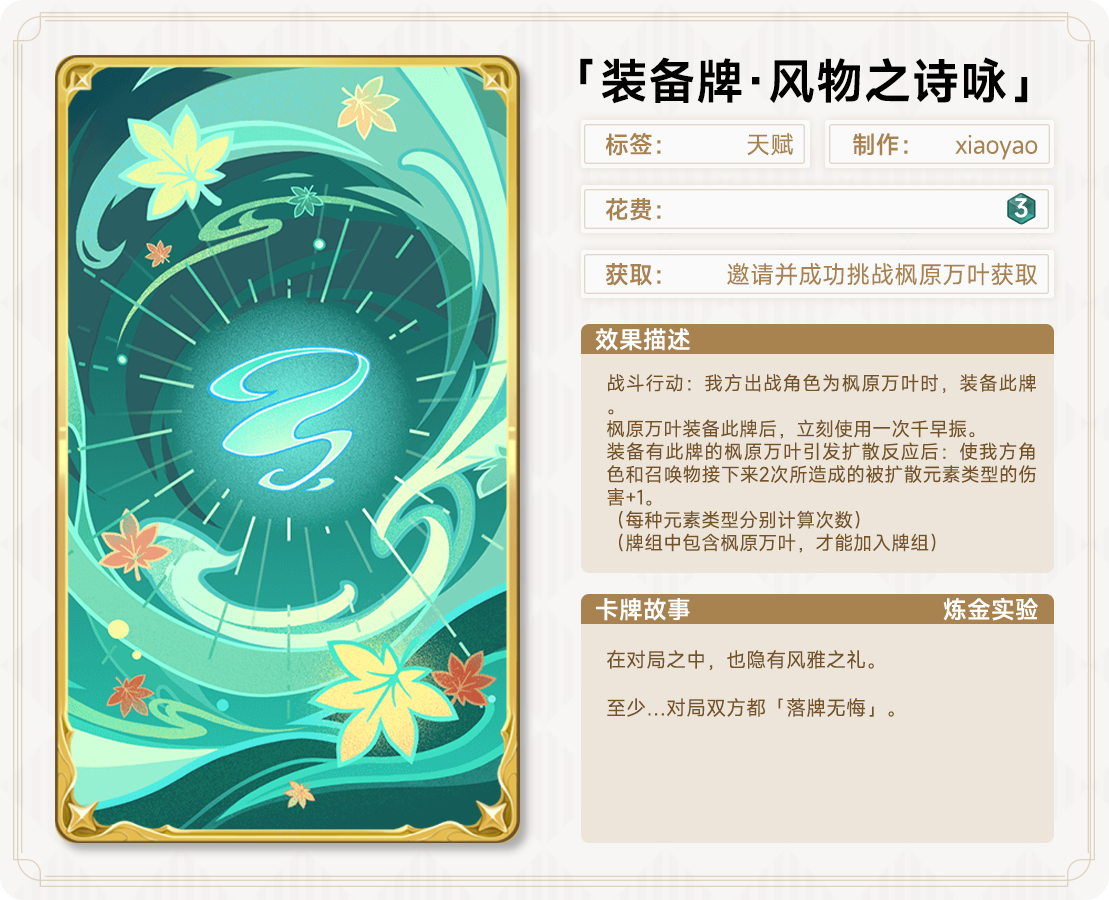 「装备牌·风物之诗咏」
标签： 天赋 制作： xiaoyao
花费： 3
获取： 邀请并成功挑战枫原万叶获取
效果描述
战斗行动：我方出战角色为枫原万叶时，装备此牌
。
枫原万叶装备此牌后，立刻使用一次千早振。
装备有此牌的枫原万叶引发扩散反应后：使我方角
色和召唤物接下来2次所造成的被扩散元素类型的伤
害+1。
（每种元素类型分别计算次数）
（牌组中包含枫原万叶，才能加入牌组）
卡牌故事 炼金实验
在对局之中，也隐有风雅之礼。
至少...对局双方都「落牌无悔」。